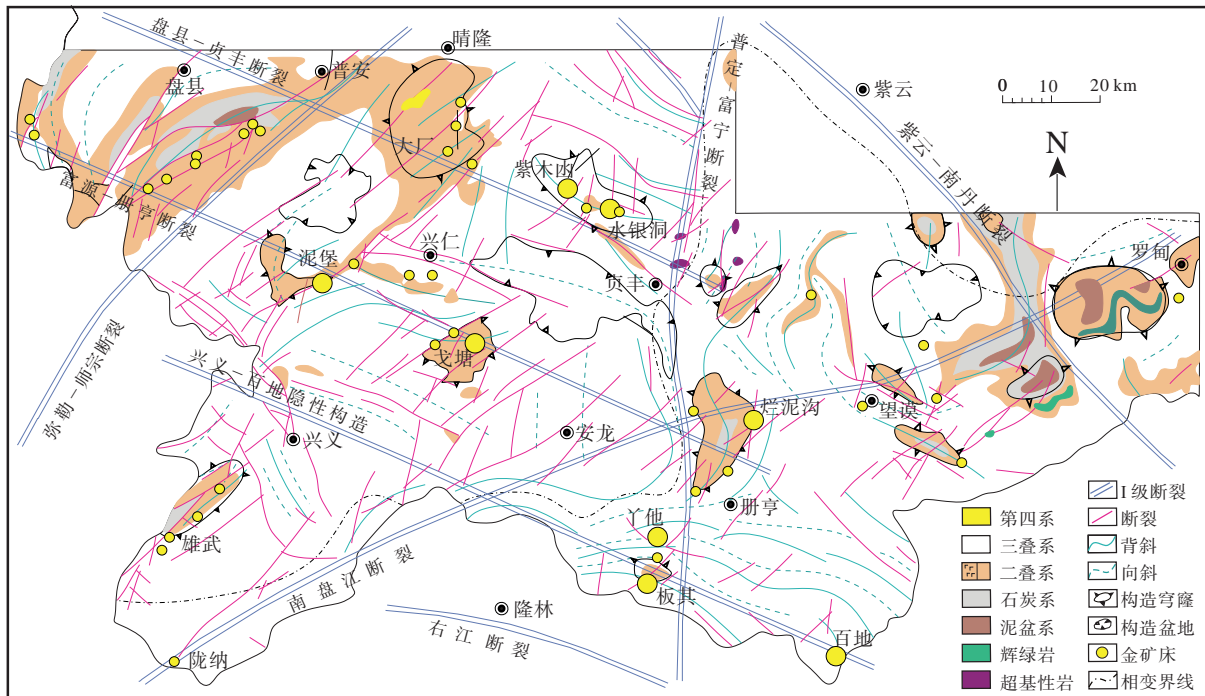 盘县-贞丰断裂
晴隆
普安
盘县
普定-富宁断裂
紫云
0
10
20 km
紫云-南丹断裂
N
大厂
紫木凼
水银洞
富源-册亨断裂
泥堡
兴仁
贞丰
罗甸
弥勒-师宗断裂
戈塘
兴义-百地隐性构造
兴义
安龙
烂泥沟
望谟
册亨
雄武
丫他
板其
南盘江断裂
隆林
右江断裂
陇纳
百地
第四系
三叠系
二叠系
石炭系
泥盆系
辉绿岩
超基性岩
I级断裂
断裂
背斜
向斜
构造穹窿
构造盆地
金矿床
相变界线